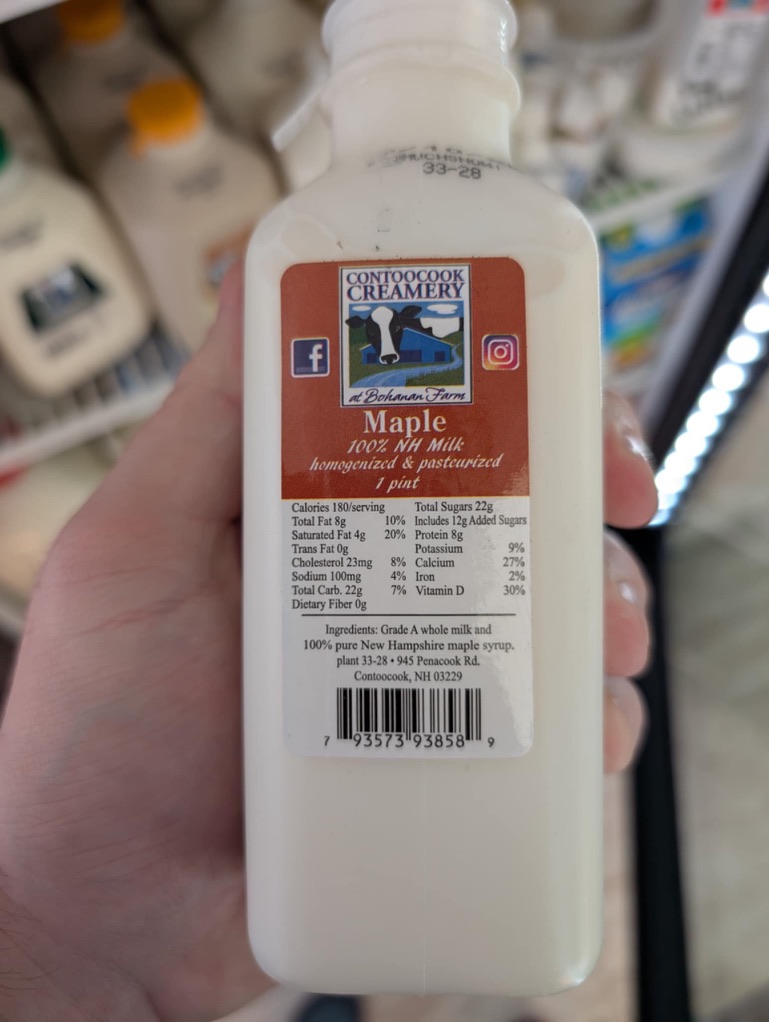 33-28
CONTOOCOOK
CREAMERY
at Bohanan Farm
f
Maple
100% NH Milk
homogenized & pasteurized
1 pint
Calories 180/serving Total Sugars 22g
Total Fat 8g 10% Includes 12g Added Sugars
Saturated Fat 4g 20% Protein 8g
Trans Fat 0g Potassium 9%
Cholesterol 23mg 8% Calcium 27%
Sodium 100mg 4% Iron 2%
Total Carb. 22g 7% Vitamin D 30%
Dietary Fiber 0g
Ingredients: Grade A whole milk and
100% pure New Hampshire maple syrup.
plant 33-28 • 945 Penacook Rd.
Contoocook, NH 03229
7 93573 93858 9